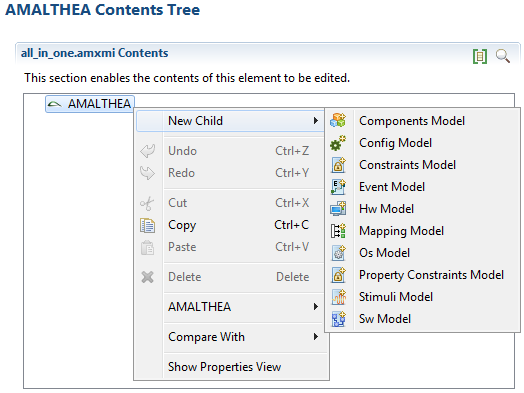 AMALTHEA Contents Tree
all_in_one.amxmi Contents
This section enables the contents of this element to be edited.
AMALTHEA
New Child
Undo Ctrl+Z
Redo Ctrl+Y
Cut Ctrl+X
Copy Ctrl+C
Paste Ctrl+V
Delete Delete
AMALTHEA
Compare With
Show Properties View
Components Model
Config Model
Constraints Model
Event Model
Hw Model
Mapping Model
Os Model
Property Constraints Model
Stimuli Model
Sw Model